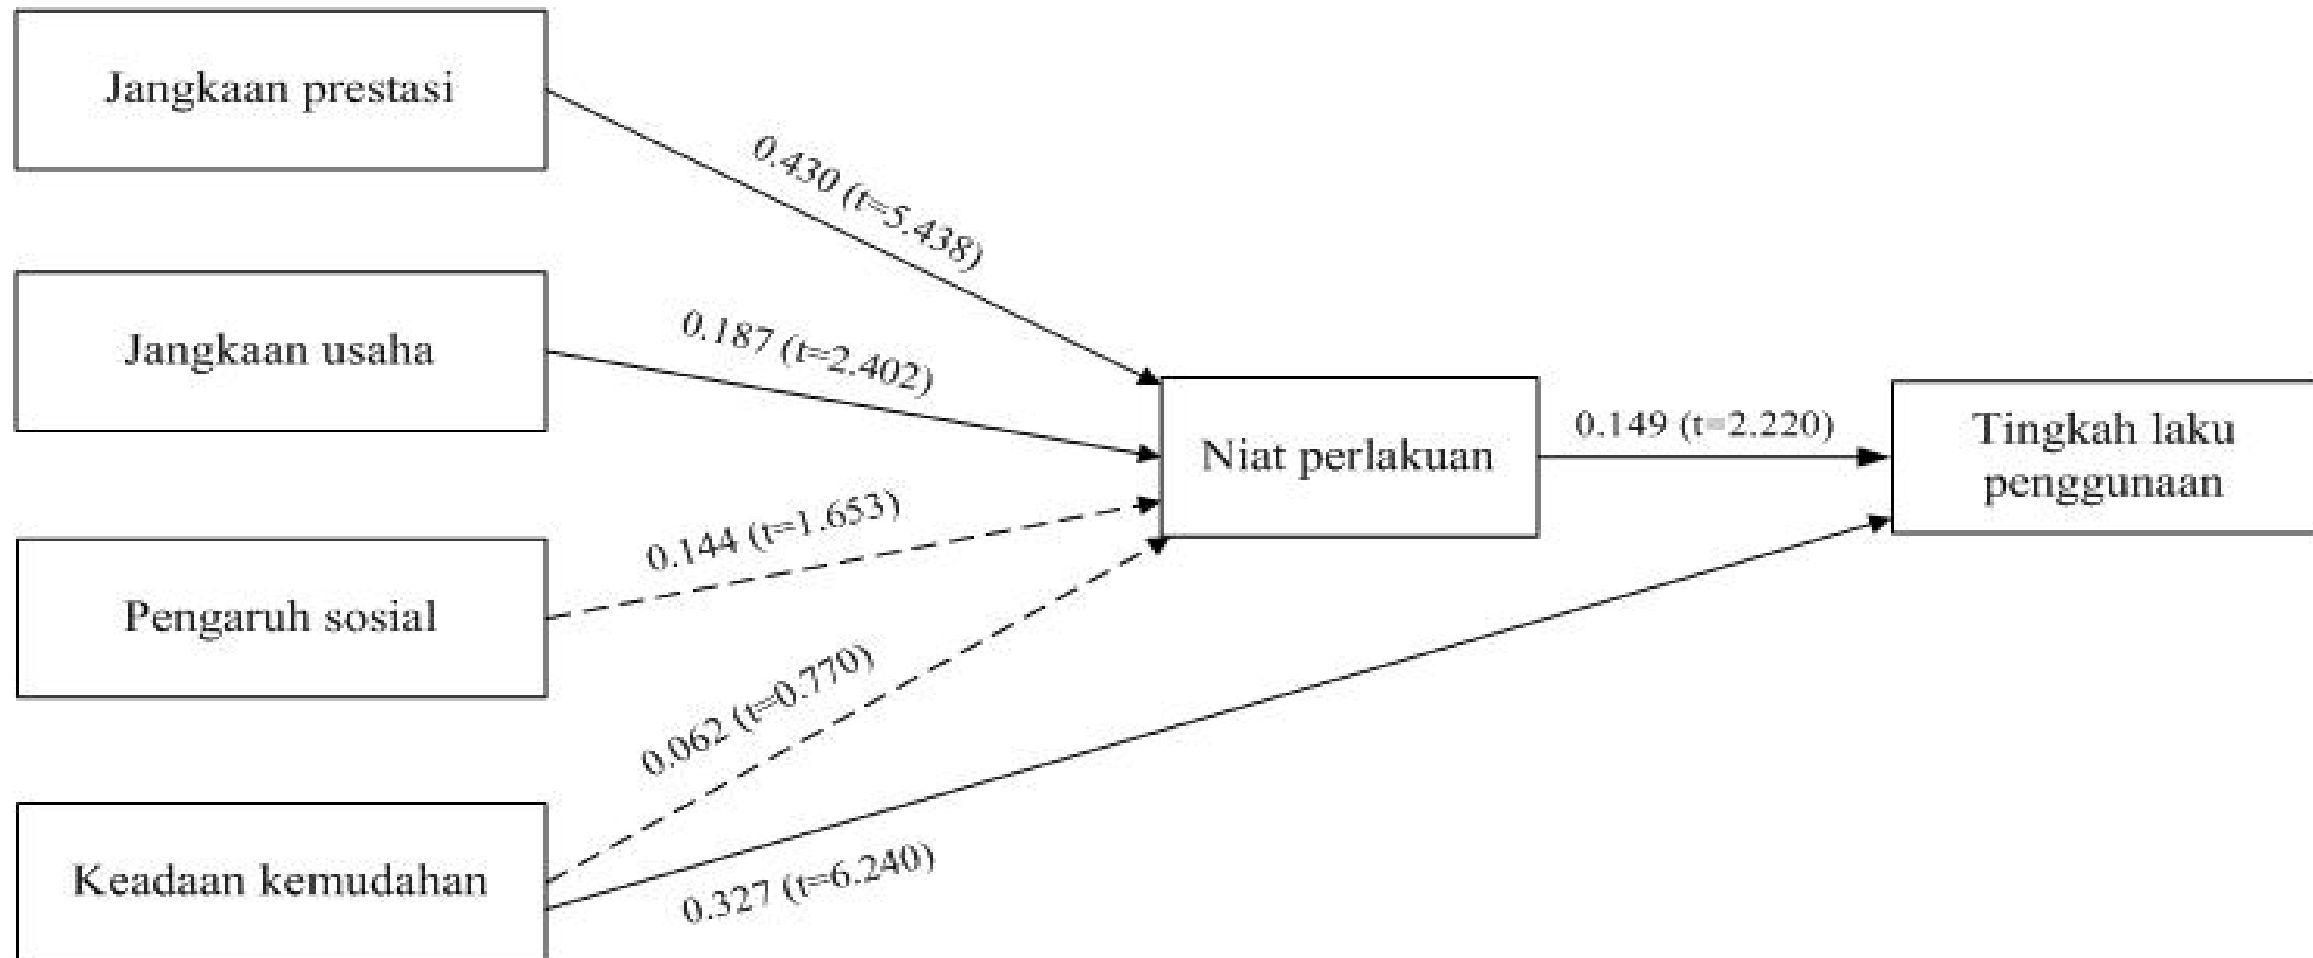 Jangkaan prestasi
0.430 (t=5.438)
Jangkaan usaha
0.187 (t=2.402)
Niat perlakuan
0.149 (t=2.220)
Tingkah laku
penggunaan
0.144 (t=1.653)
Pengaruh sosial
0.062 (t=0.770)
Keadaan kemudahan
0.327 (t=6.240)